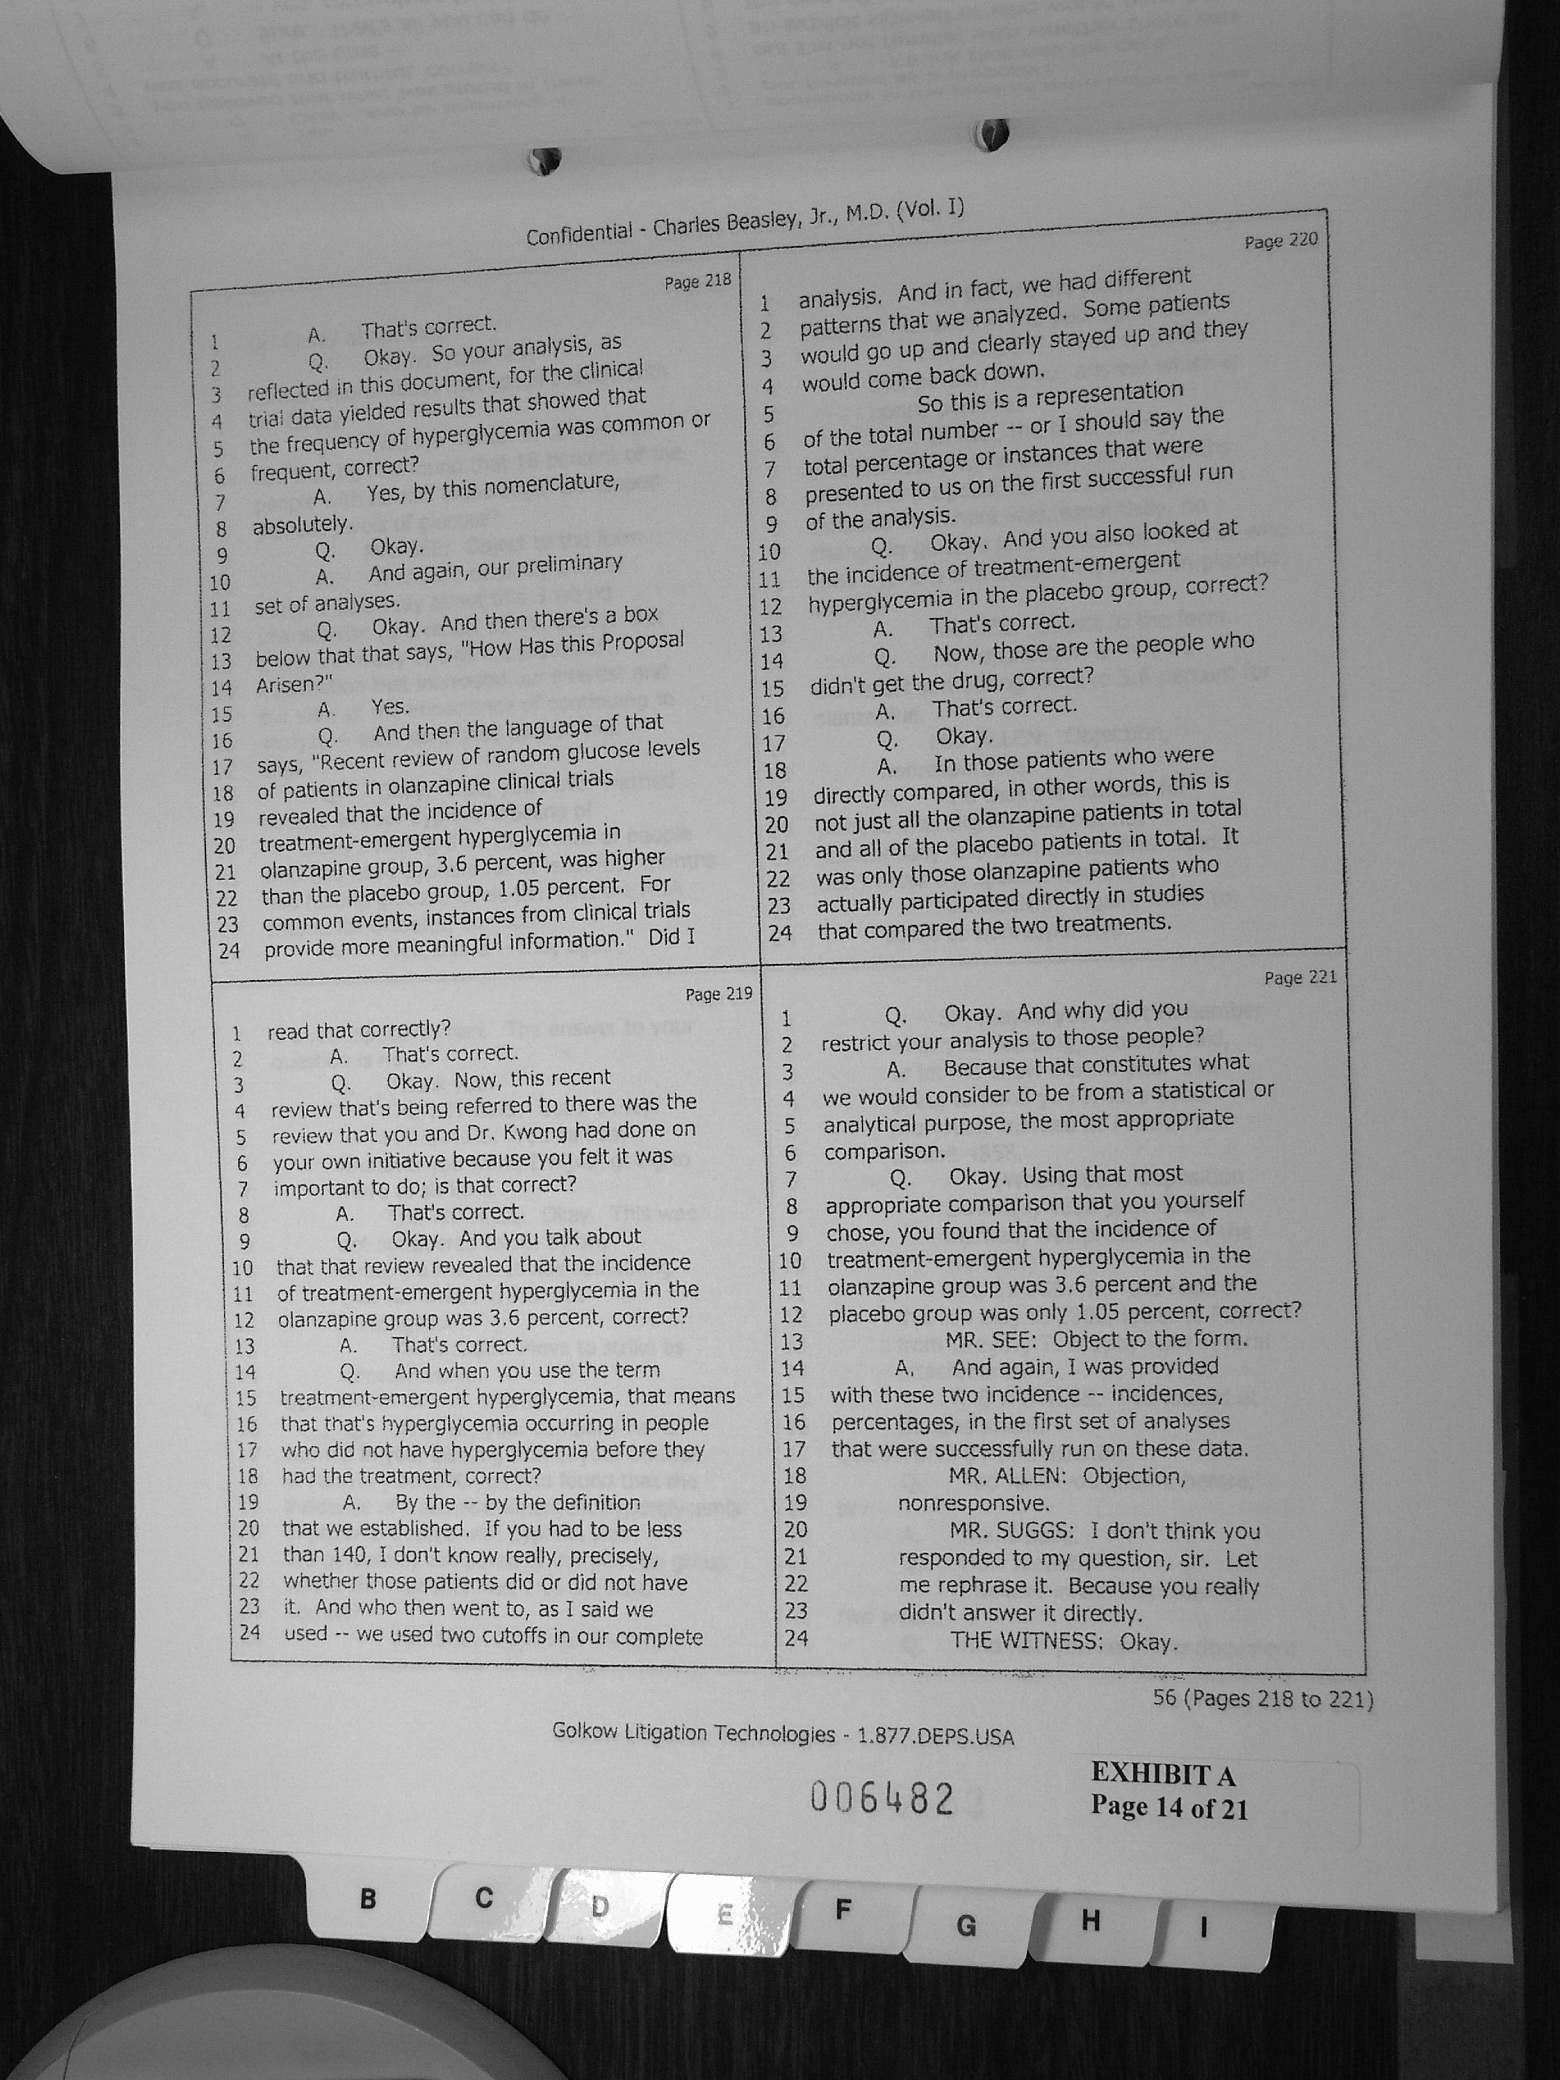 Confidential - Charles Beasley, Jr., M.D. (Vol. I)
Page 218
1 A. That's correct.
2 Q. Okay. So your analysis, as
3 reflected in this document, for the clinical
4 trial data yielded results that showed that
5 the frequency of hyperglycemia was common or
6 frequent, correct?
7 A. Yes, by this nomenclature,
8 absolutely.
9 Q. Okay.
10 A. And again, our preliminary
11 set of analyses.
12 Q. Okay. And then there's a box
13 below that that says, "How Has this Proposal
14 Arisen?"
15 A. Yes.
16 Q. And then the language of that
17 says, "Recent review of random glucose levels
18 of patients in olanzapine clinical trials
19 revealed that the incidence of
20 treatment-emergent hyperglycemia in
21 olanzapine group, 3.6 percent, was higher
22 than the placebo group, 1.05 percent. For
23 common events, instances from clinical trials
24 provide more meaningful information." Did I
Page 219
1 read that correctly?
2 A. That's correct.
3 Q. Okay. Now, this recent
4 review that's being referred to there was the
5 review that you and Dr. Kwong had done on
6 your own initiative because you felt it was
7 important to do; is that correct?
8 A. That's correct.
9 Q. Okay. And you talk about
10 that that review revealed that the incidence
11 of treatment-emergent hyperglycemia in the
12 olanzapine group was 3.6 percent, correct?
13 A. That's correct.
14 Q. And when you use the term
15 treatment-emergent hyperglycemia, that means
16 that that's hyperglycemia occurring in people
17 who did not have hyperglycemia before they
18 had the treatment, correct?
19 A. By the -- by the definition
20 that we established. If you had to be less
21 than 140, I don't know really, precisely,
22 whether those patients did or did not have
23 it. And who then went to, as I said we
24 used -- we used two cutoffs in our complete
Page 220
1 analysis. And in fact, we had different
2 patterns that we analyzed. Some patients
3 would go up and clearly stayed up and they
4 would come back down.
5 So this is a representation
6 of the total number -- or I should say the
7 total percentage or instances that were
8 presented to us on the first successful run
9 of the analysis.
10 Q. Okay. And you also looked at
11 the incidence of treatment-emergent
12 hyperglycemia in the placebo group, correct?
13 A. That's correct.
14 Q. Now, those are the people who
15 didn't get the drug, correct?
16 A. That's correct.
17 Q. Okay.
18 A. In those patients who were
19 directly compared, in other words, this is
20 not just all the olanzapine patients in total
21 and all of the placebo patients in total. It
22 was only those olanzapine patients who
23 actually participated directly in studies
24 that compared the two treatments.
Page 221
1 Q. Okay. And why did you
2 restrict your analysis to those people?
3 A. Because that constitutes what
4 we would consider to be from a statistical or
5 analytical purpose, the most appropriate
6 comparison.
7 Q. Okay. Using that most
8 appropriate comparison that you yourself
9 chose, you found that the incidence of
10 treatment-emergent hyperglycemia in the
11 olanzapine group was 3.6 percent and the
12 placebo group was only 1.05 percent, correct?
13 MR. SEE: Object to the form.
14 A. And again, I was provided
15 with these two incidence -- incidences,
16 percentages, in the first set of analyses
17 that were successfully run on these data.
18 MR. ALLEN: Objection,
19 nonresponsive.
20 MR. SUGGS: I don't think you
21 responded to my question, sir. Let
22 me rephrase it. Because you really
23 didn't answer it directly.
24 THE WITNESS: Okay.
56 (Pages 218 to 221)
Golkow Litigation Technologies - 1.877.DEPS.USA
006482
EXHIBIT A
Page 14 of 21
B C D E F G H I